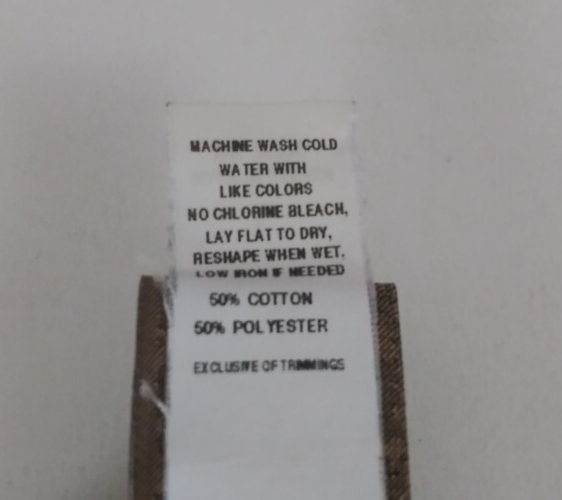 MACHINE WASH COLD
WATER WITH
LIKE COLORS
NO CHLORINE BLEACH,
LAY FLAT TO DRY,
RESHAPE WHEN WET,
LOW IRON IF NEEDED
50% COTTON
50% POLYESTER
EXCLUSIVE OF TRIMMINGS